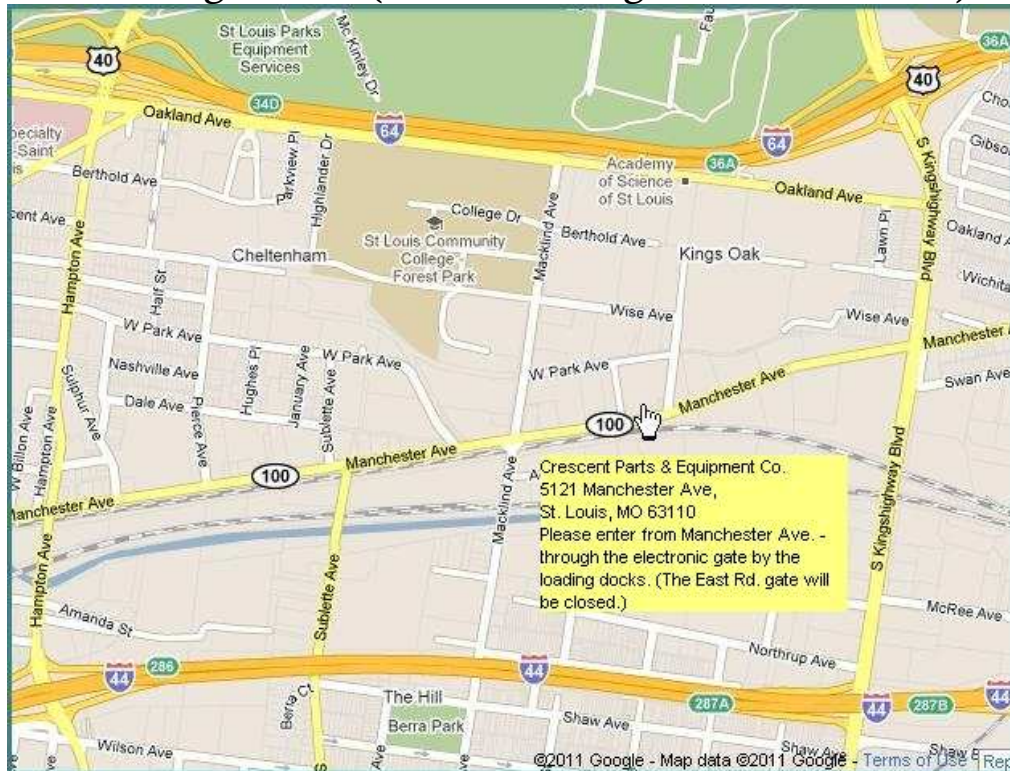 St Louis Parks
Equipment
Services
Mc Kinley Dr
40
34D
64
36A
40
36A
64
Oakland Ave
Parkview Pl
Highlander Dr
Academy
of Science
of St Louis
Oakland Ave
S Kingshighway Blvd
Berthold Ave
College Dr
St Louis Community
College -
Forest Park
Macklind Ave
Berthold Ave
Kings Oak
Lawn Pl
Cheltenham
Hampton Ave
Half St
Wise Ave
Wise Ave
W Park Ave
W Park Ave
W Park Ave
Manchester Ave
Nashville Ave
Hughes Pl
January Ave
Sublette Ave
Swan Ave
Sulphur Ave
Dale Ave
Pierce Ave
W Billon Ave
Hampton Ave
100
Manchester Ave
100
Manchester Ave
Macklind Ave
S Kingshighway Blvd
Crescent Parts & Equipment Co.
5121 Manchester Ave,
St. Louis, MO 63110
Please enter from Manchester Ave. -
through the electronic gate by the
loading docks. (The East Rd. gate will
be closed.)
Hampton Ave
Sublette Ave
Amanda St
McRee Ave
Northrup Ave
44
286
44
287A
44
287B
44
Berra Ct
The Hill
Berra Park
Shaw Ave
Wilson Ave
Shaw Ave
©2011 Google - Map data ©2011 Google - Terms of Use